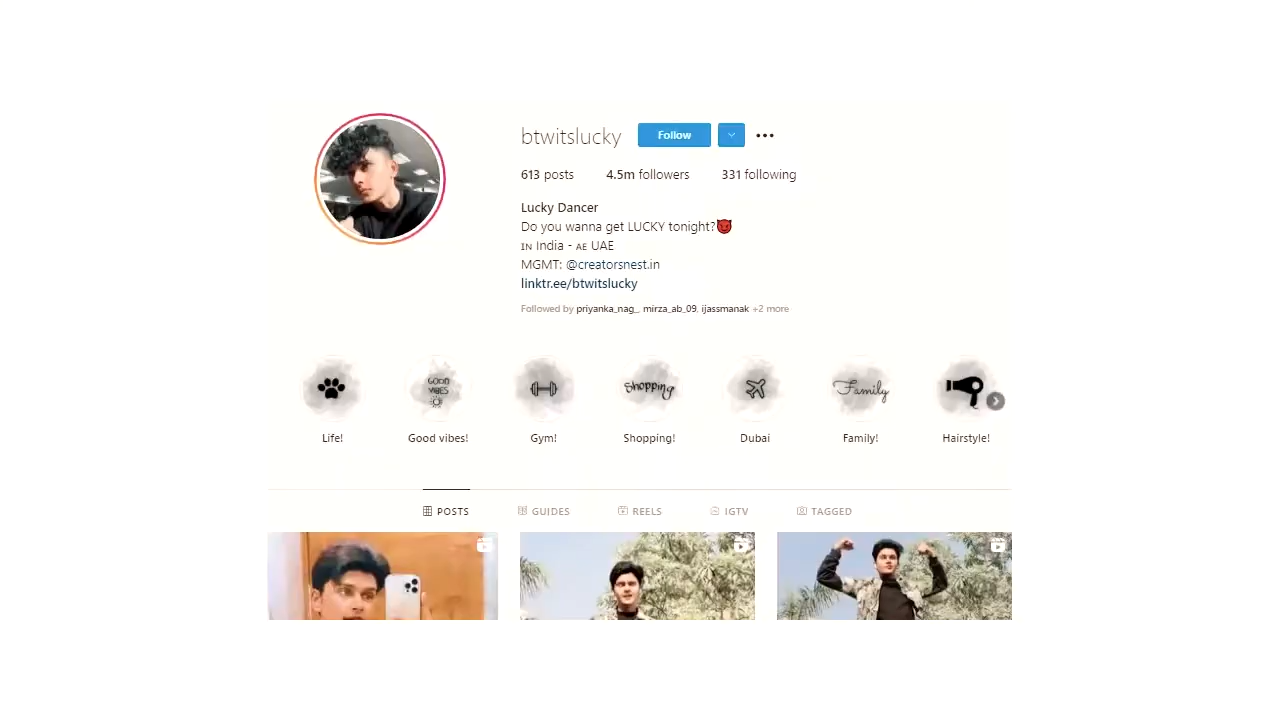 btwitslucky Follow
613 posts 4.5m followers 331 following
Lucky Dancer
Do you wanna get LUCKY tonight?😈
ɪɴ India - ᴀᴇ UAE
MGMT: @creatorsnest.in
linktr.ee/btwitslucky
Followed by priyanka_nag_, mirza_ab_09, ijassmanak +2 more
GOOD
VIBES
Shopping
Family
Life! Good vibes! Gym! Shopping! Dubai Family! Hairstyle!
POSTS GUIDES REELS IGTV TAGGED